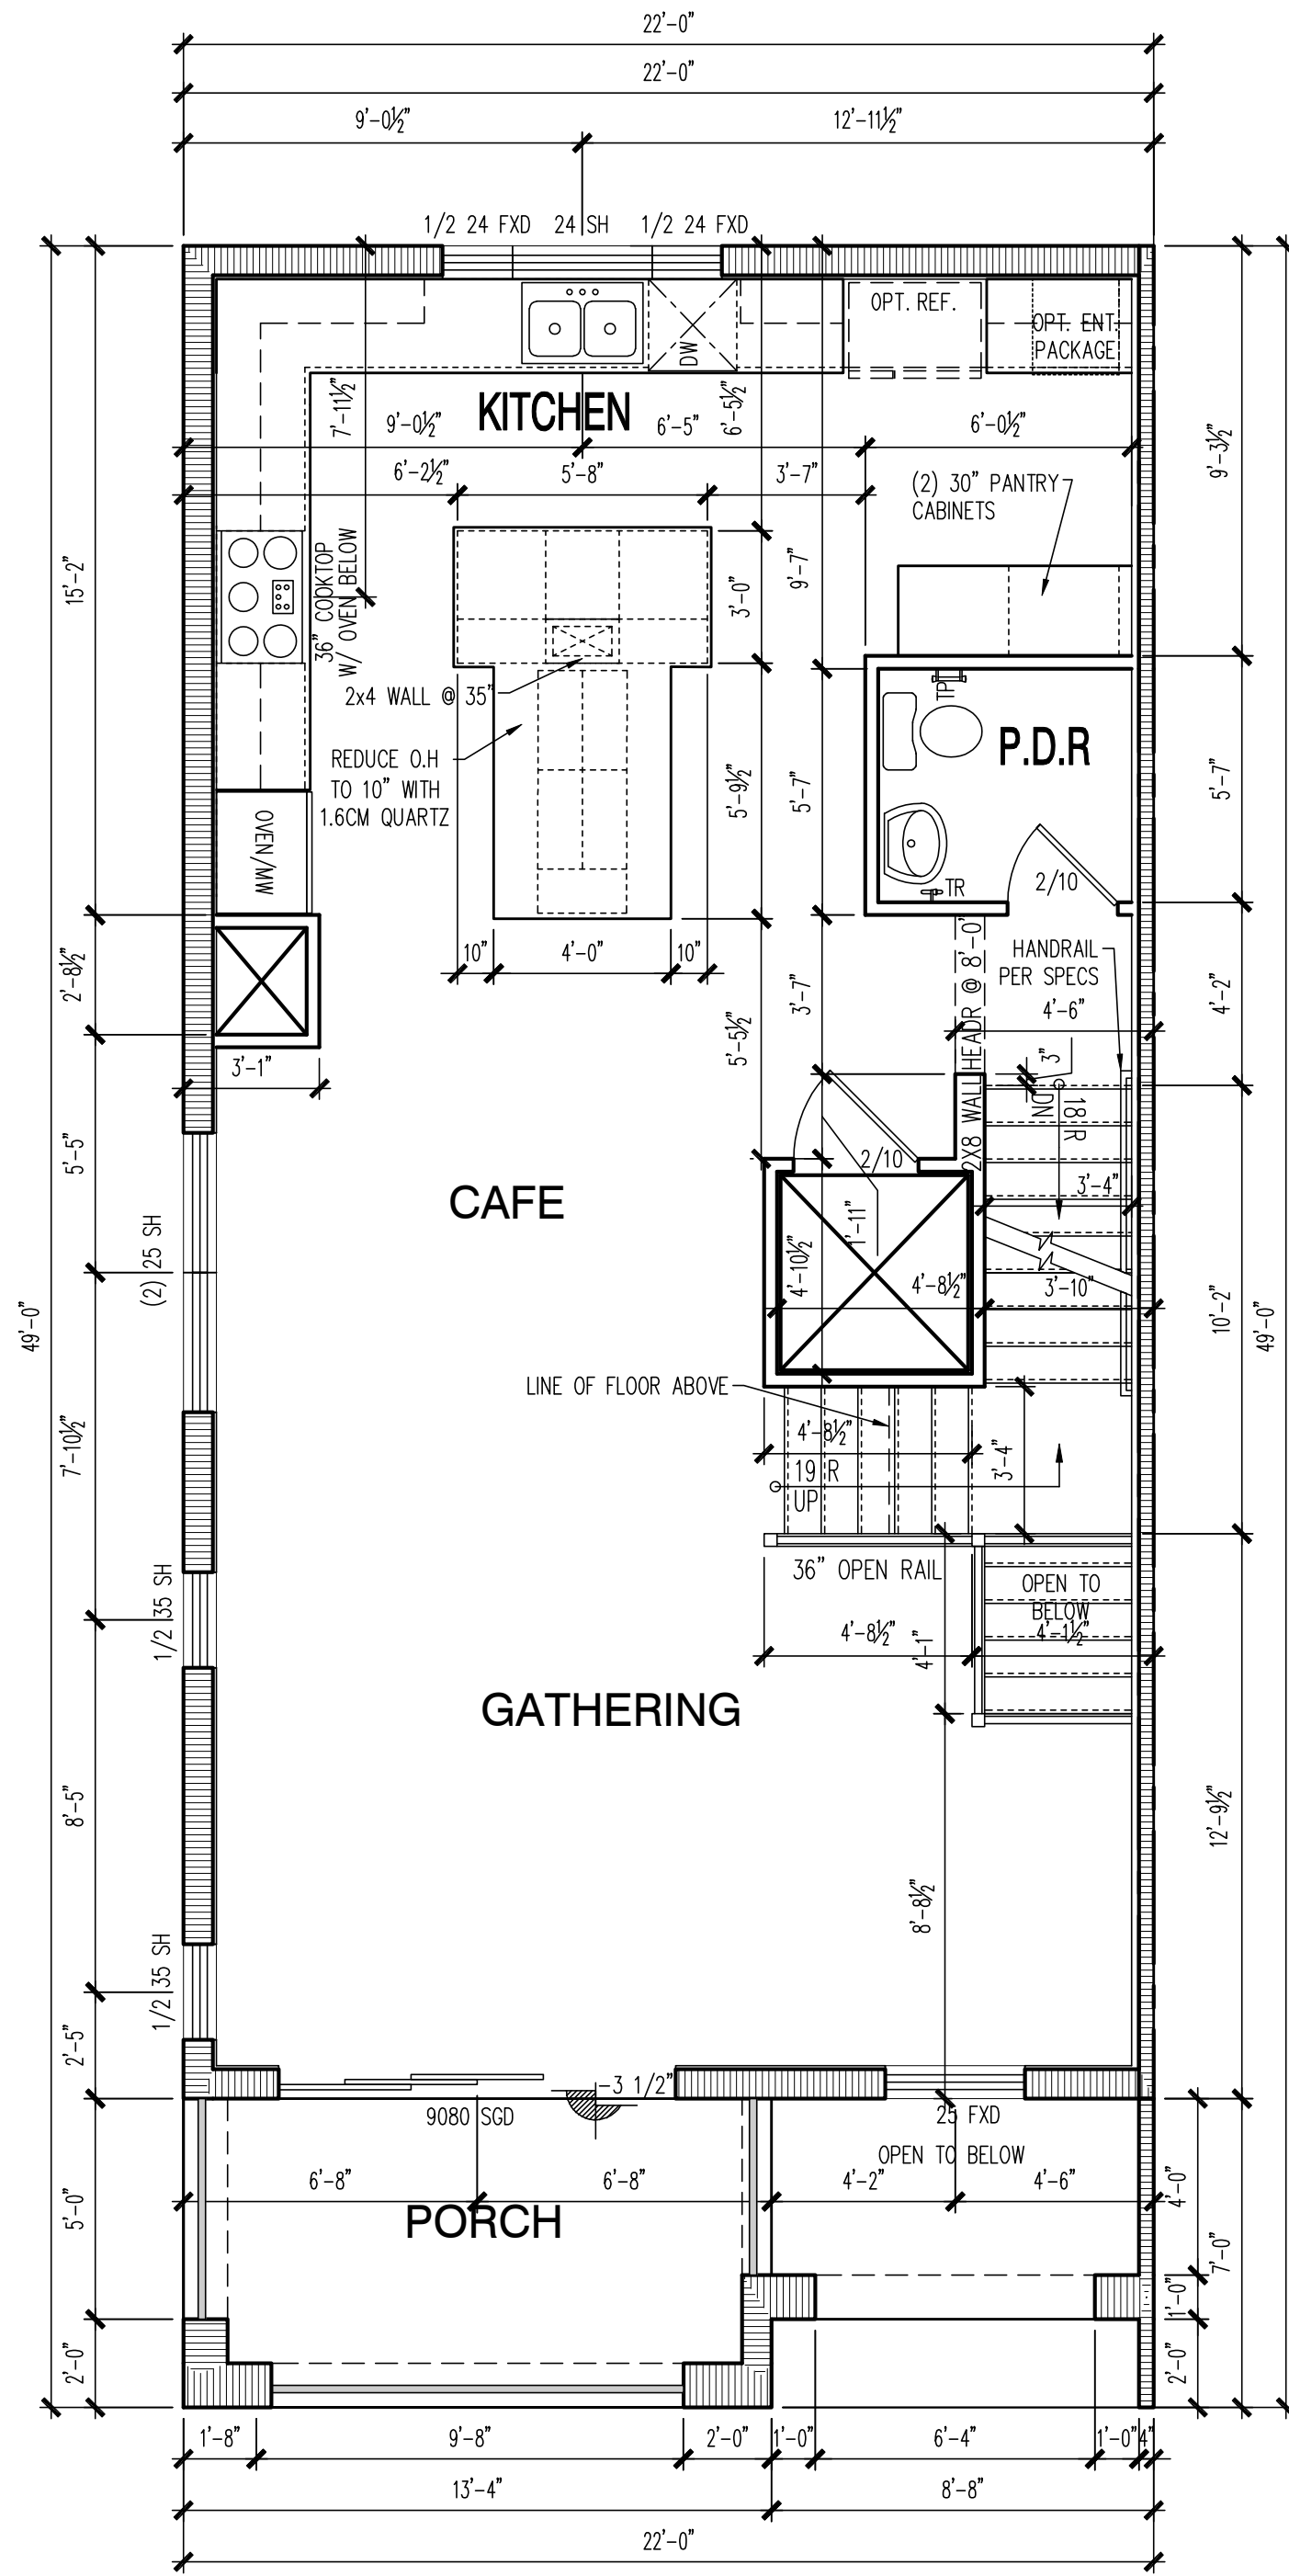 22'-0"
22'-0"
9'-0½"
12'-11½"
1/2 24 FXD
24 SH
1/2 24 FXD
OPT. REF.
OPT. ENT.
PACKAGE
DW
KITCHEN
7'-11½"
9'-0½"
6'-5"
6'-5½"
6'-0½"
9'-3½"
6'-2½"
5'-8"
3'-7"
(2) 30" PANTRY
CABINETS
15'-2"
36" COOKTOP
W/ OVEN BELOW
3'-0"
9'-7"
2x4 WALL @ 35"
TP
P.D.R
REDUCE O.H
TO 10" WITH
1.6CM QUARTZ
5'-9½"
5'-7"
5'-7"
OVEN/MW
TR
2/10
10"
4'-0"
10"
2'-8½"
3'-7"
2X8 WALL HEADR @ 8'-0"
HANDRAIL
PER SPECS
4'-2"
4'-6"
5'-5½"
3'-1"
3"
18 R
DN
5'-5"
2/10
3'-4"
CAFE
(2) 25 SH
1'-11"
4'-10½"
4'-8½"
3'-10"
10'-2"
49'-0"
49'-0"
LINE OF FLOOR ABOVE
7'-10½"
4'-8½"
3'-4"
19 R
UP
36" OPEN RAIL
OPEN TO
BELOW
1/2 35 SH
4'-8½"
4'-1"
4'-1½"
GATHERING
8'-5"
12'-9½"
8'-8½"
1/2 35 SH
2'-5"
-3 1/2"
9080 SGD
25 FXD
OPEN TO BELOW
6'-8"
6'-8"
4'-2"
4'-6"
4'-0"
5'-0"
PORCH
7'-0"
1'-0"
2'-0"
2'-0"
1'-8"
9'-8"
2'-0"
1'-0"
6'-4"
1'-0"
4"
13'-4"
8'-8"
22'-0"